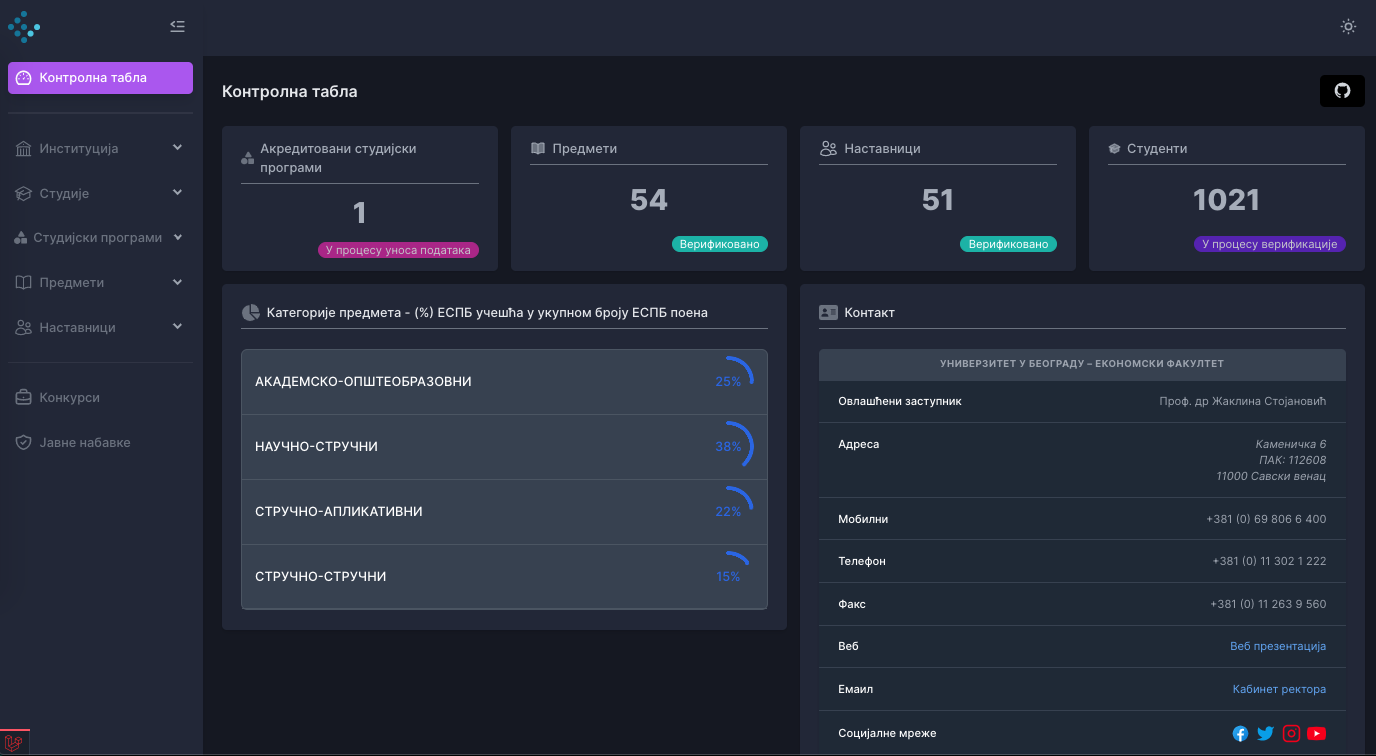 Контролна табла
Институција
Студије
Студијски програми
Предмети
Наставници
Конкурси
Јавне набавке
Контролна табла
Акредитовани студијски
програми
1
У процесу уноса података
Предмети
54
Верификовано
Наставници
51
Верификовано
Студенти
1021
У процесу верификације
Категорије предмета - (%) ЕСПБ учешћа у укупном броју ЕСПБ поена
АКАДЕМСКО-ОПШТЕОБРАЗОВНИ 25%
НАУЧНО-СТРУЧНИ 38%
СТРУЧНО-АПЛИКАТИВНИ 22%
СТРУЧНО-СТРУЧНИ 15%
Контакт
УНИВЕРЗИТЕТ У БЕОГРАДУ – ЕКОНОМСКИ ФАКУЛТЕТ
Овлашћени заступник Проф. др Жаклина Стојановић
Адреса Каменичка 6
ПАК: 112608
11000 Савски венац
Мобилни +381 (0) 69 806 6 400
Телефон +381 (0) 11 302 1 222
Факс +381 (0) 11 263 9 560
Веб Веб презентација
Емаил Кабинет ректора
Социјалне мреже